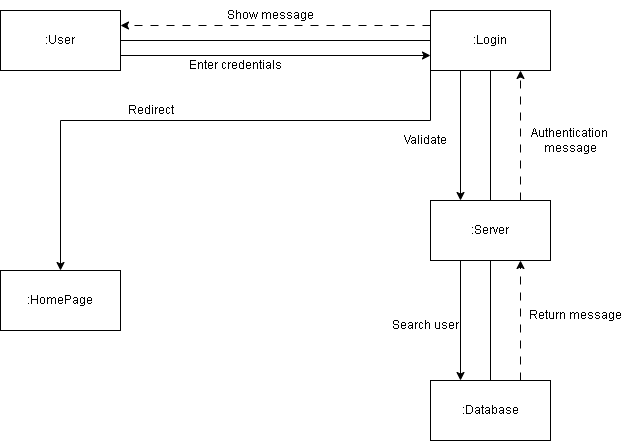 Show message
:User
:Login
Enter credentials
Redirect
Validate
Authentication
message
:Server
:HomePage
Search user
Return message
:Database